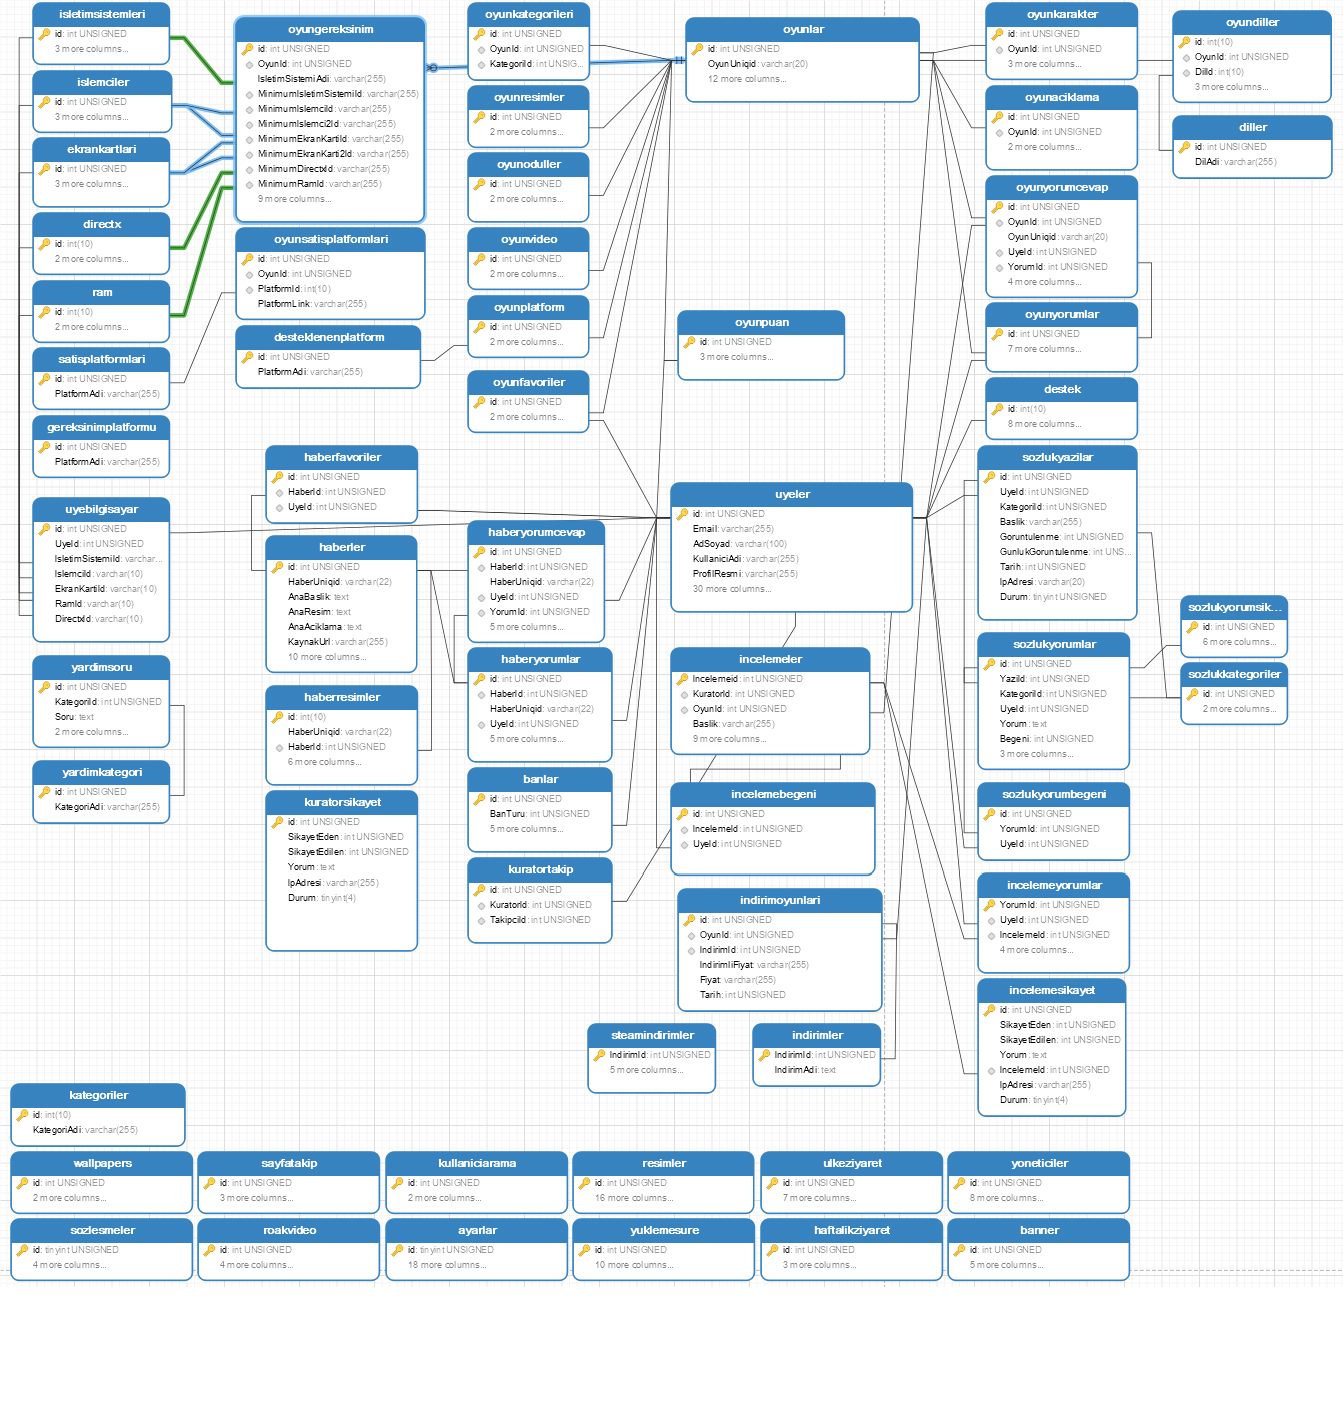 isletimsistemleri
id: int UNSIGNED
3 more columns...
islemciler
id: int UNSIGNED
3 more columns...
ekrankartlari
id: int UNSIGNED
3 more columns...
directx
id: int(10)
2 more columns...
ram
id: int(10)
2 more columns...
satisplatformlari
id: int UNSIGNED
PlatformAdi: varchar(255)
gereksinimplatformu
id: int UNSIGNED
PlatformAdi: varchar(255)
uyebilgisayar
id: int UNSIGNED
UyeId: int UNSIGNED
IsletimSistemiId: varchar...
IslemciId: varchar(10)
EkranKartiId: varchar(10)
RamId: varchar(10)
DirectxId: varchar(10)
yardimsoru
id: int UNSIGNED
KategoriId: int UNSIGNED
Soru: text
2 more columns...
yardimkategori
id: int UNSIGNED
KategoriAdi: varchar(255)
oyungereksinim
id: int UNSIGNED
OyunId: int UNSIGNED
IsletimSistemiAdi: varchar(255)
MinimumIsletimSistemiId: varchar(255)
MinimumIslemciId: varchar(255)
MinimumIslemci2Id: varchar(255)
MinimumEkranKartiId: varchar(255)
MinimumEkranKarti2Id: varchar(255)
MinimumDirectxId: varchar(255)
MinimumRamId: varchar(255)
9 more columns...
oyunsatisplatformlari
id: int UNSIGNED
OyunId: int UNSIGNED
PlatformId: int(10)
PlatformLink: varchar(255)
desteklenenplatform
id: int UNSIGNED
PlatformAdi: varchar(255)
haberfavoriler
id: int UNSIGNED
HaberId: int UNSIGNED
UyeId: int UNSIGNED
haberler
id: int UNSIGNED
HaberUniqid: varchar(22)
AnaBaslik: text
AnaResim: text
AnaAciklama: text
KaynakUrl: varchar(255)
10 more columns...
haberresimler
id: int(10)
HaberUniqid: varchar(22)
HaberId: int UNSIGNED
6 more columns...
kuratorsikayet
id: int UNSIGNED
SikayetEden: int UNSIGNED
SikayetEdilen: int UNSIGNED
Yorum: text
IpAdresi: varchar(255)
Durum: tinyint(4)
oyunkategorileri
id: int UNSIGNED
OyunId: int UNSIGNED
KategoriId: int UNSIG...
oyunresimler
id: int UNSIGNED
2 more columns...
oyunoduller
id: int UNSIGNED
2 more columns...
oyunvideo
id: int UNSIGNED
2 more columns...
oyunplatform
id: int UNSIGNED
2 more columns...
oyunfavoriler
id: int UNSIGNED
2 more columns...
haberyorumcevap
id: int UNSIGNED
HaberId: int UNSIGNED
HaberUniqid: varchar(22)
UyeId: int UNSIGNED
YorumId: int UNSIGNED
5 more columns...
haberyorumlar
id: int UNSIGNED
HaberId: int UNSIGNED
HaberUniqid: varchar(22)
UyeId: int UNSIGNED
5 more columns...
banlar
id: int UNSIGNED
BanTuru: int UNSIGNED
5 more columns...
kuratortakip
id: int UNSIGNED
KuratorId: int UNSIGNED
TakipciId: int UNSIGNED
oyunlar
id: int UNSIGNED
OyunUniqid: varchar(20)
12 more columns...
oyunpuan
id: int UNSIGNED
3 more columns...
uyeler
id: int UNSIGNED
Email: varchar(255)
AdSoyad: varchar(100)
KullaniciAdi: varchar(255)
ProfilResmi: varchar(255)
30 more columns...
incelemeler
Incelemeid: int UNSIGNED
KuratorId: int UNSIGNED
OyunId: int UNSIGNED
Baslik: varchar(255)
9 more columns...
incelemebegeni
id: int UNSIGNED
IncelemeId: int UNSIGNED
UyeId: int UNSIGNED
indirimoyunlari
id: int UNSIGNED
OyunId: int UNSIGNED
IndirimId: int UNSIGNED
IndirimliFiyat: varchar(255)
Fiyat: varchar(255)
Tarih: int UNSIGNED
steamindirimler
IndirimId: int UNSIGNED
5 more columns...
indirimler
IndirimId: int UNSIGNED
IndirimAdi: text
oyunkarakter
id: int UNSIGNED
OyunId: int UNSIGNED
3 more columns...
oyunaciklama
id: int UNSIGNED
OyunId: int UNSIGNED
2 more columns...
oyunyorumcevap
id: int UNSIGNED
OyunId: int UNSIGNED
OyunUniqid: varchar(20)
UyeId: int UNSIGNED
YorumId: int UNSIGNED
4 more columns...
oyunyorumlar
id: int UNSIGNED
7 more columns...
destek
id: int(10)
8 more columns...
sozlukyazilar
id: int UNSIGNED
UyeId: int UNSIGNED
KategoriId: int UNSIGNED
Baslik: varchar(255)
Goruntulenme: int UNSIGNED
GunlukGoruntulenme: int UNS...
Tarih: int UNSIGNED
IpAdresi: varchar(20)
Durum: tinyint UNSIGNED
sozlukyorumlar
id: int UNSIGNED
YaziId: int UNSIGNED
KategoriId: int UNSIGNED
UyeId: int UNSIGNED
Yorum: text
Begeni: int UNSIGNED
3 more columns...
sozlukyorumbegeni
id: int UNSIGNED
YorumId: int UNSIGNED
UyeId: int UNSIGNED
incelemeyorumlar
YorumId: int UNSIGNED
UyeId: int UNSIGNED
IncelemeId: int UNSIGNED
4 more columns...
incelemesikayet
id: int UNSIGNED
SikayetEden: int UNSIGNED
SikayetEdilen: int UNSIGNED
Yorum: text
IncelemeId: int UNSIGNED
IpAdresi: varchar(255)
Durum: tinyint(4)
oyundiller
id: int(10)
OyunId: int UNSIGNED
DilId: int(10)
3 more columns...
diller
id: int UNSIGNED
DilAdi: varchar(255)
sozlukyorumsik...
id: int UNSIGNED
6 more columns...
sozlukkategoriler
id: int UNSIGNED
2 more columns...
kategoriler
id: int(10)
KategoriAdi: varchar(255)
wallpapers
id: int UNSIGNED
2 more columns...
sayfatakip
id: int UNSIGNED
3 more columns...
kullaniciarama
id: int UNSIGNED
2 more columns...
resimler
id: int UNSIGNED
16 more columns...
ulkeziyaret
id: int UNSIGNED
7 more columns...
yoneticiler
id: int UNSIGNED
8 more columns...
sozlesmeler
id: tinyint UNSIGNED
4 more columns...
roakvideo
id: int UNSIGNED
4 more columns...
ayarlar
id: tinyint UNSIGNED
18 more columns...
yuklemesure
id: int UNSIGNED
10 more columns...
haftalikziyaret
id: int UNSIGNED
3 more columns...
banner
id: int UNSIGNED
5 more columns...